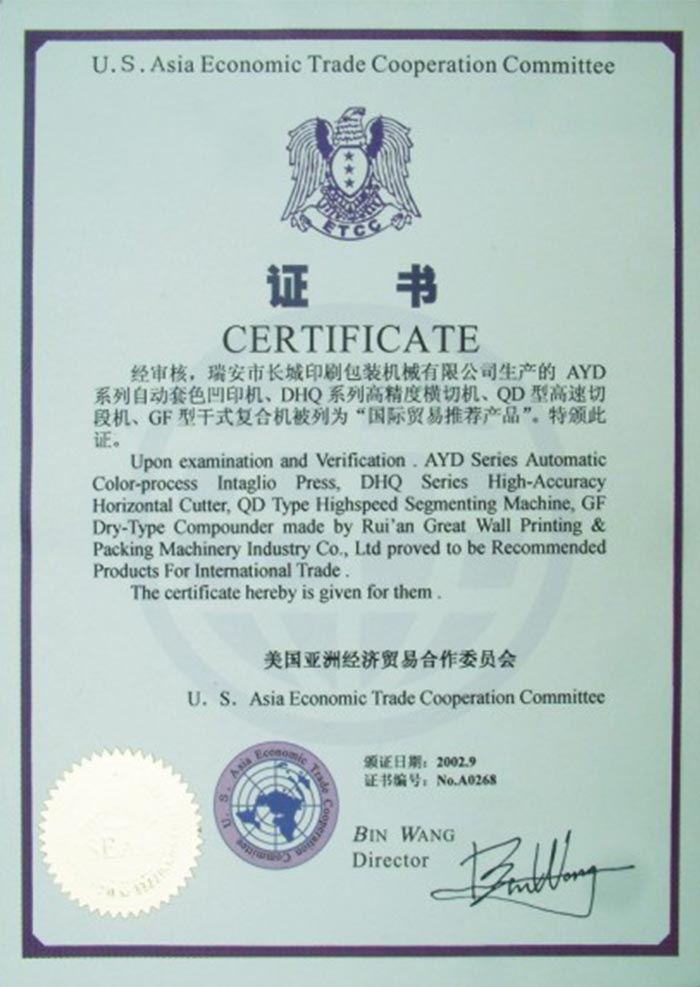 U.S. Asia Economic Trade Cooperation Committee
ETCC
证 书
CERTIFICATE
经审核，瑞安市长城印刷包装机械有限公司生产的 AYD
系列自动套色凹印机、DHQ 系列高精度横切机、QD 型高速切
段机、GF 型干式复合机被列为“国际贸易推荐产品”。特颁此
证。
Upon examination and Verification . AYD Series Automatic
Color-process Intaglio Press, DHQ Series High-Accuracy
Horizontal Cutter, QD Type Highspeed Segmenting Machine, GF
Dry-Type Compounder made by Rui'an Great Wall Printing &
Packing Machinery Industry Co., Ltd proved to be Recommended
Products For International Trade .
The certificate hereby is given for them .
美国亚洲经济贸易合作委员会
U. S. Asia Economic Trade Cooperation Committee
U. S. Asia Economic Trade Cooperation Committee
颁证日期：2002.9
证书编号：No.A0268
BIN WANG
Director
Bin Wang